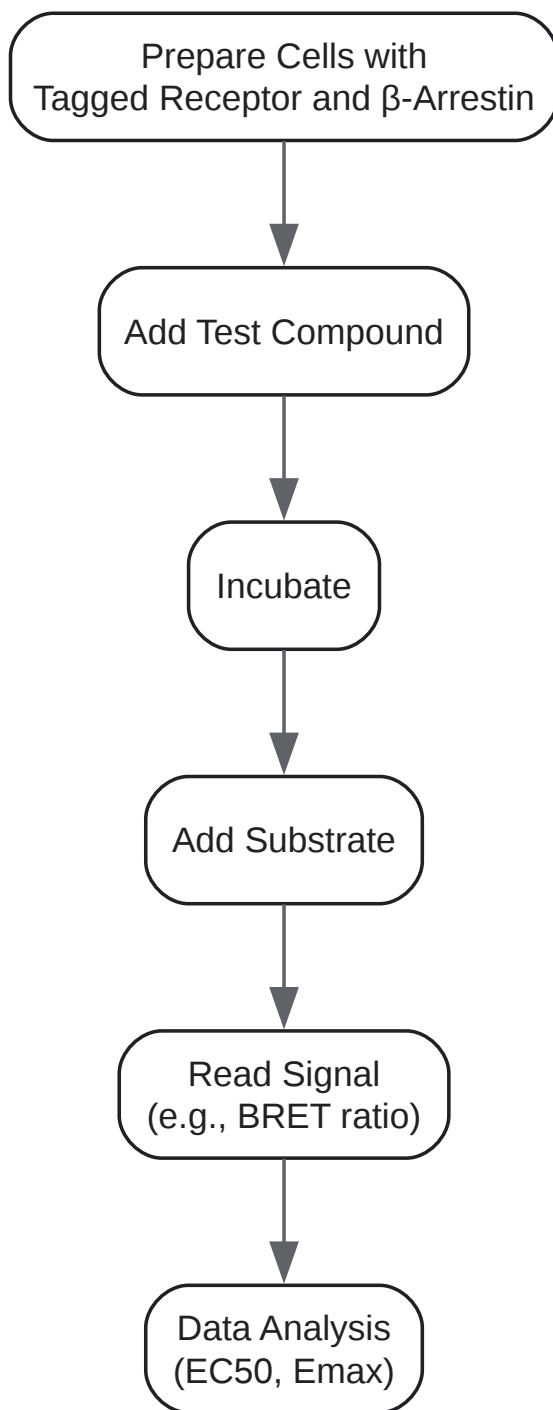 Prepare Cells with
Tagged Receptor and β-Arrestin
Add Test Compound
Incubate
Add Substrate
Read Signal
(e.g., BRET ratio)
Data Analysis
(EC50, Emax)